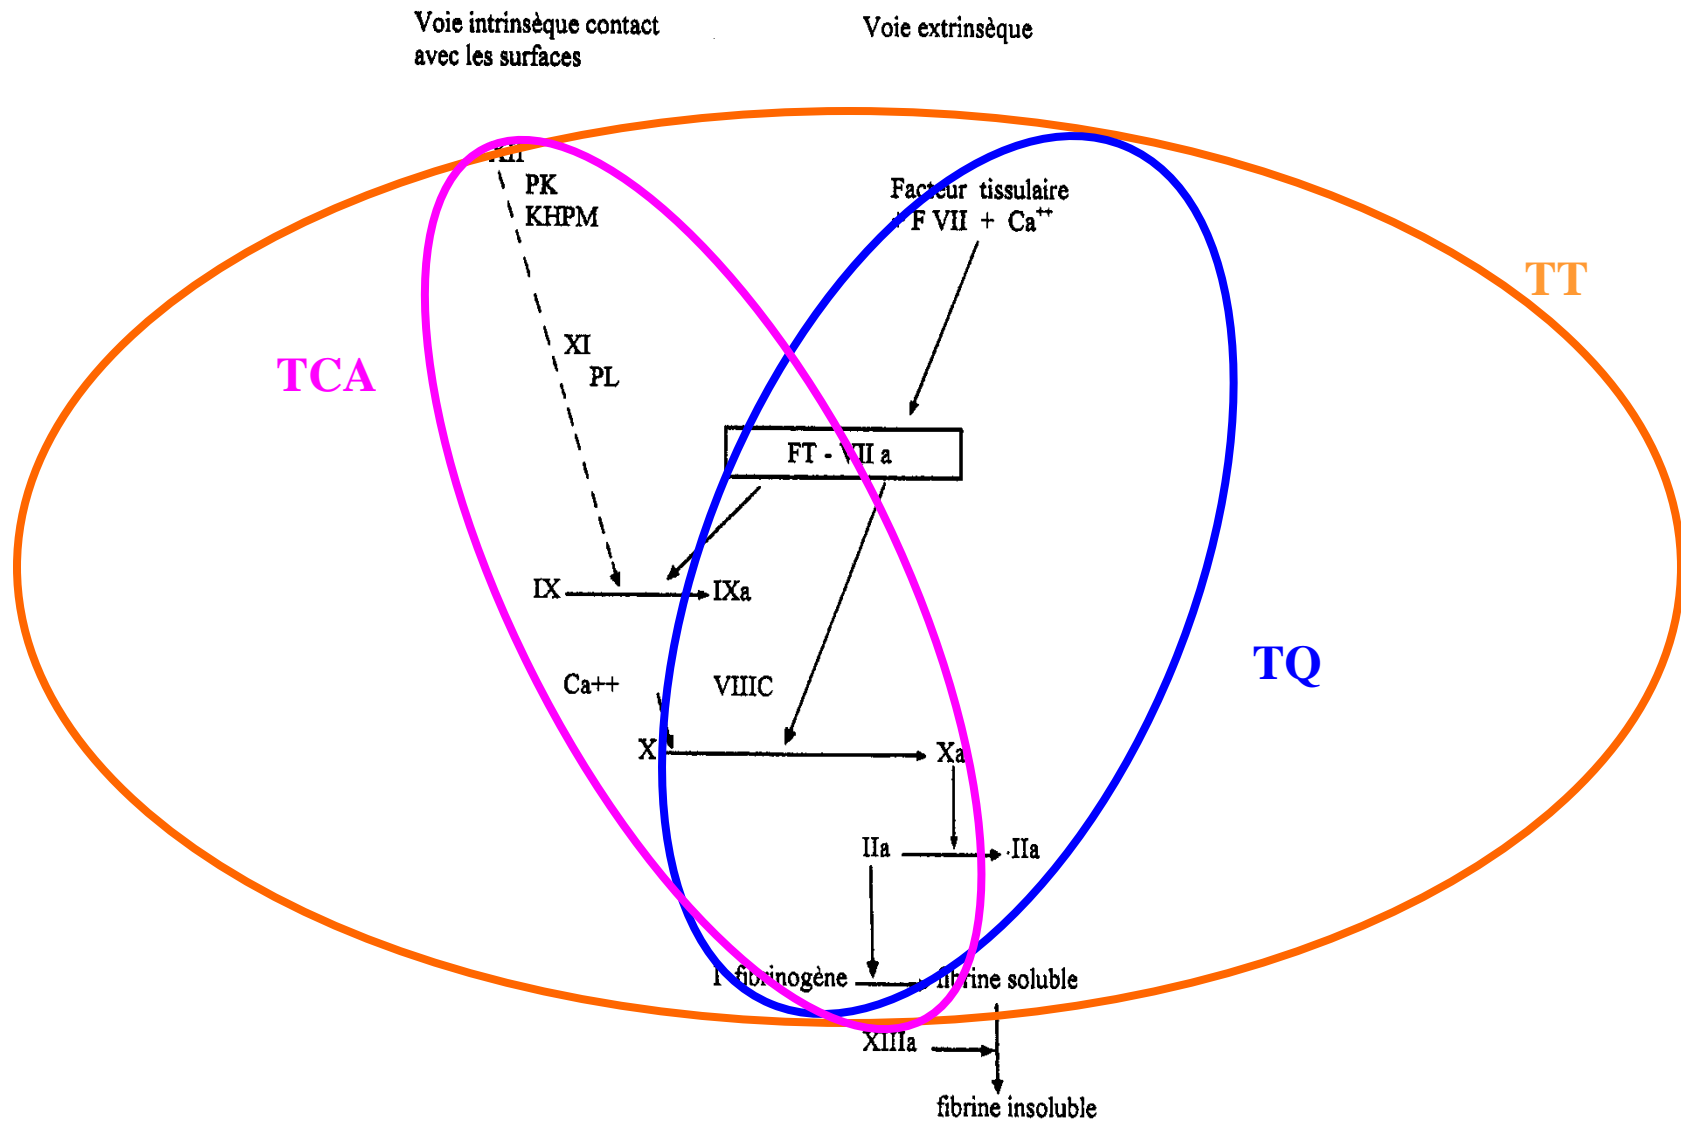 Voie intrinsèque contact
avec les surfaces
Voie extrinsèque
XII
PK
KHPM
Facteur tissulaire
+ F VII + Ca++
TT
XI
PL
TCA
FT - VII a
IX
IXa
TQ
Ca++
VIIIC
X
Xa
IIa
IIa
I fibrinogène
fibrine soluble
XIIIa
fibrine insoluble